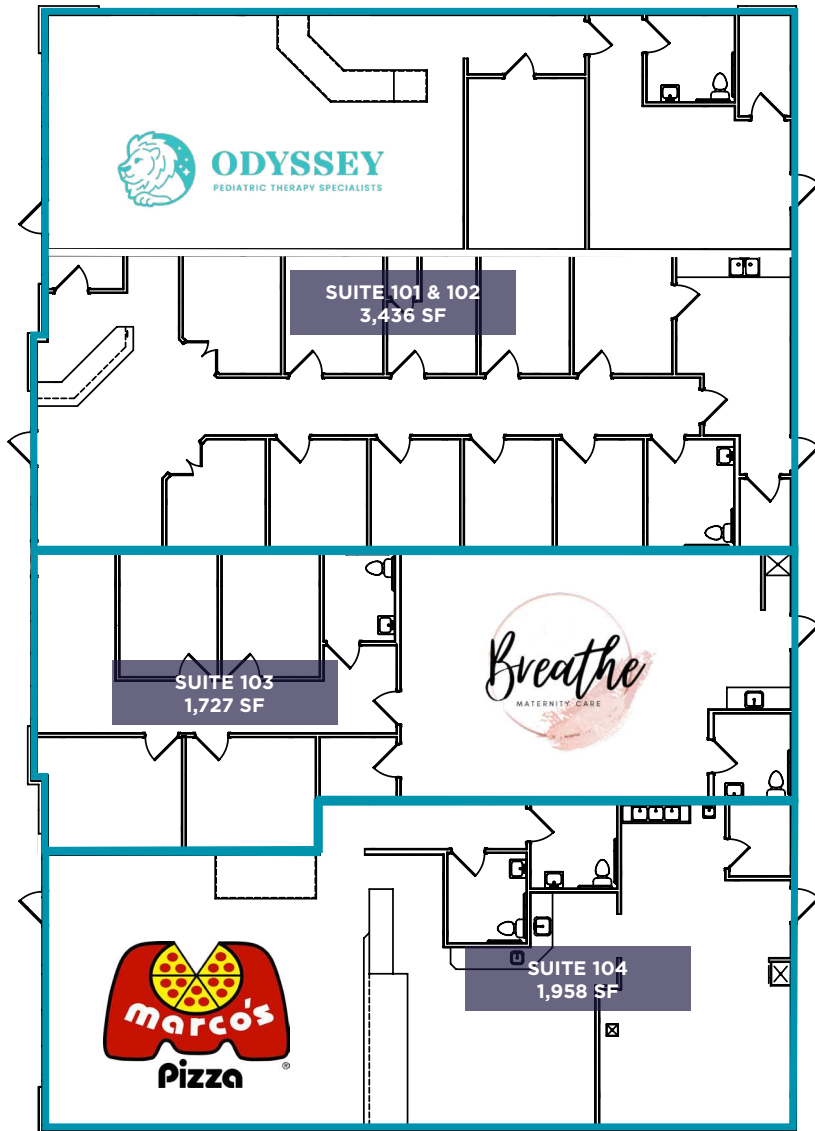 ODYSSEY
PEDIATRIC THERAPY SPECIALISTS
SUITE 101 & 102
3,436 SF
Breathe
MATERNITY CARE
SUITE 103
1,727 SF
marco's
Pizza
®
SUITE 104
1,958 SF